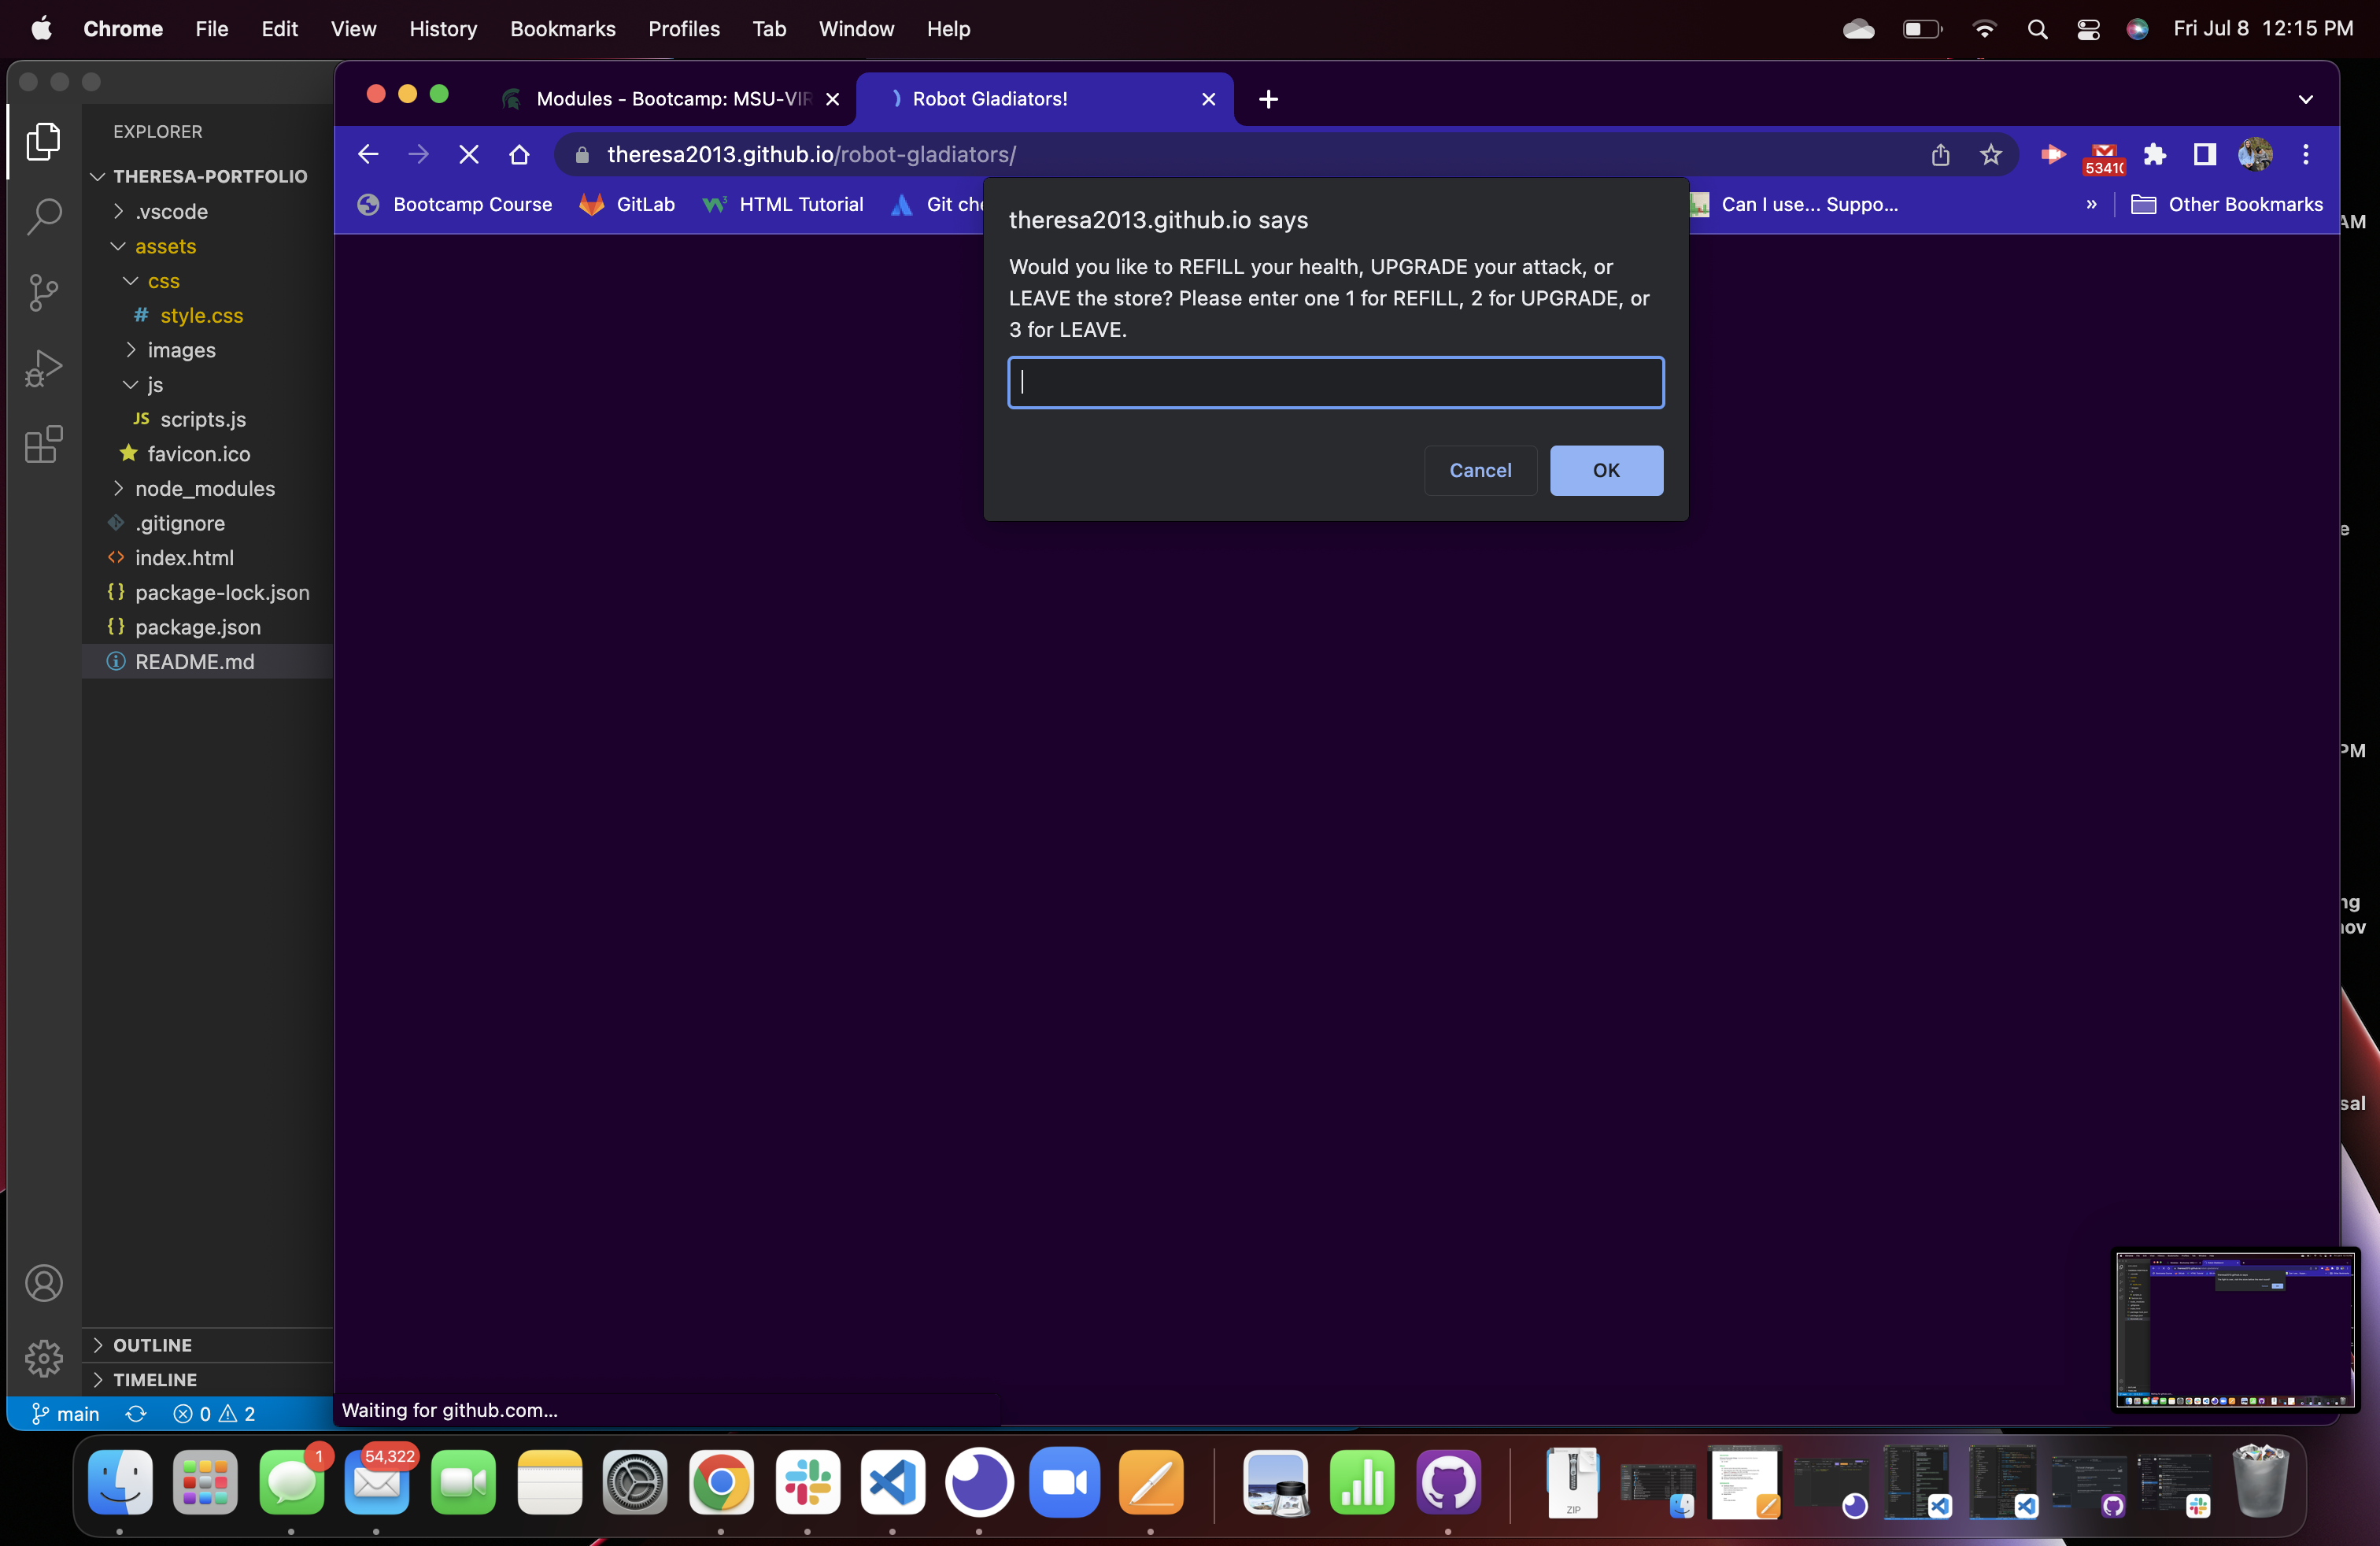 Chrome File Edit View History Bookmarks Profiles Tab Window Help Fri Jul 8 12:15 PM
Modules - Bootcamp: MSU-VIR
Robot Gladiators!
theresa2013.github.io/robot-gladiators/
53410
Bootcamp Course GitLab HTML Tutorial Git che Can I use... Suppo... » Other Bookmarks
theresa2013.github.io says
Would you like to REFILL your health, UPGRADE your attack, or
LEAVE the store? Please enter one 1 for REFILL, 2 for UPGRADE, or
3 for LEAVE.
Cancel OK
EXPLORER
THERESA-PORTFOLIO
.vscode
assets
css
# style.css
images
js
JS scripts.js
favicon.ico
node_modules
.gitignore
<> index.html
{} package-lock.json
{} package.json
README.md
OUTLINE
TIMELINE
main 0 2
Waiting for github.com...
AM
e
PM
ng
nov
sal
1
54,322
ZIP